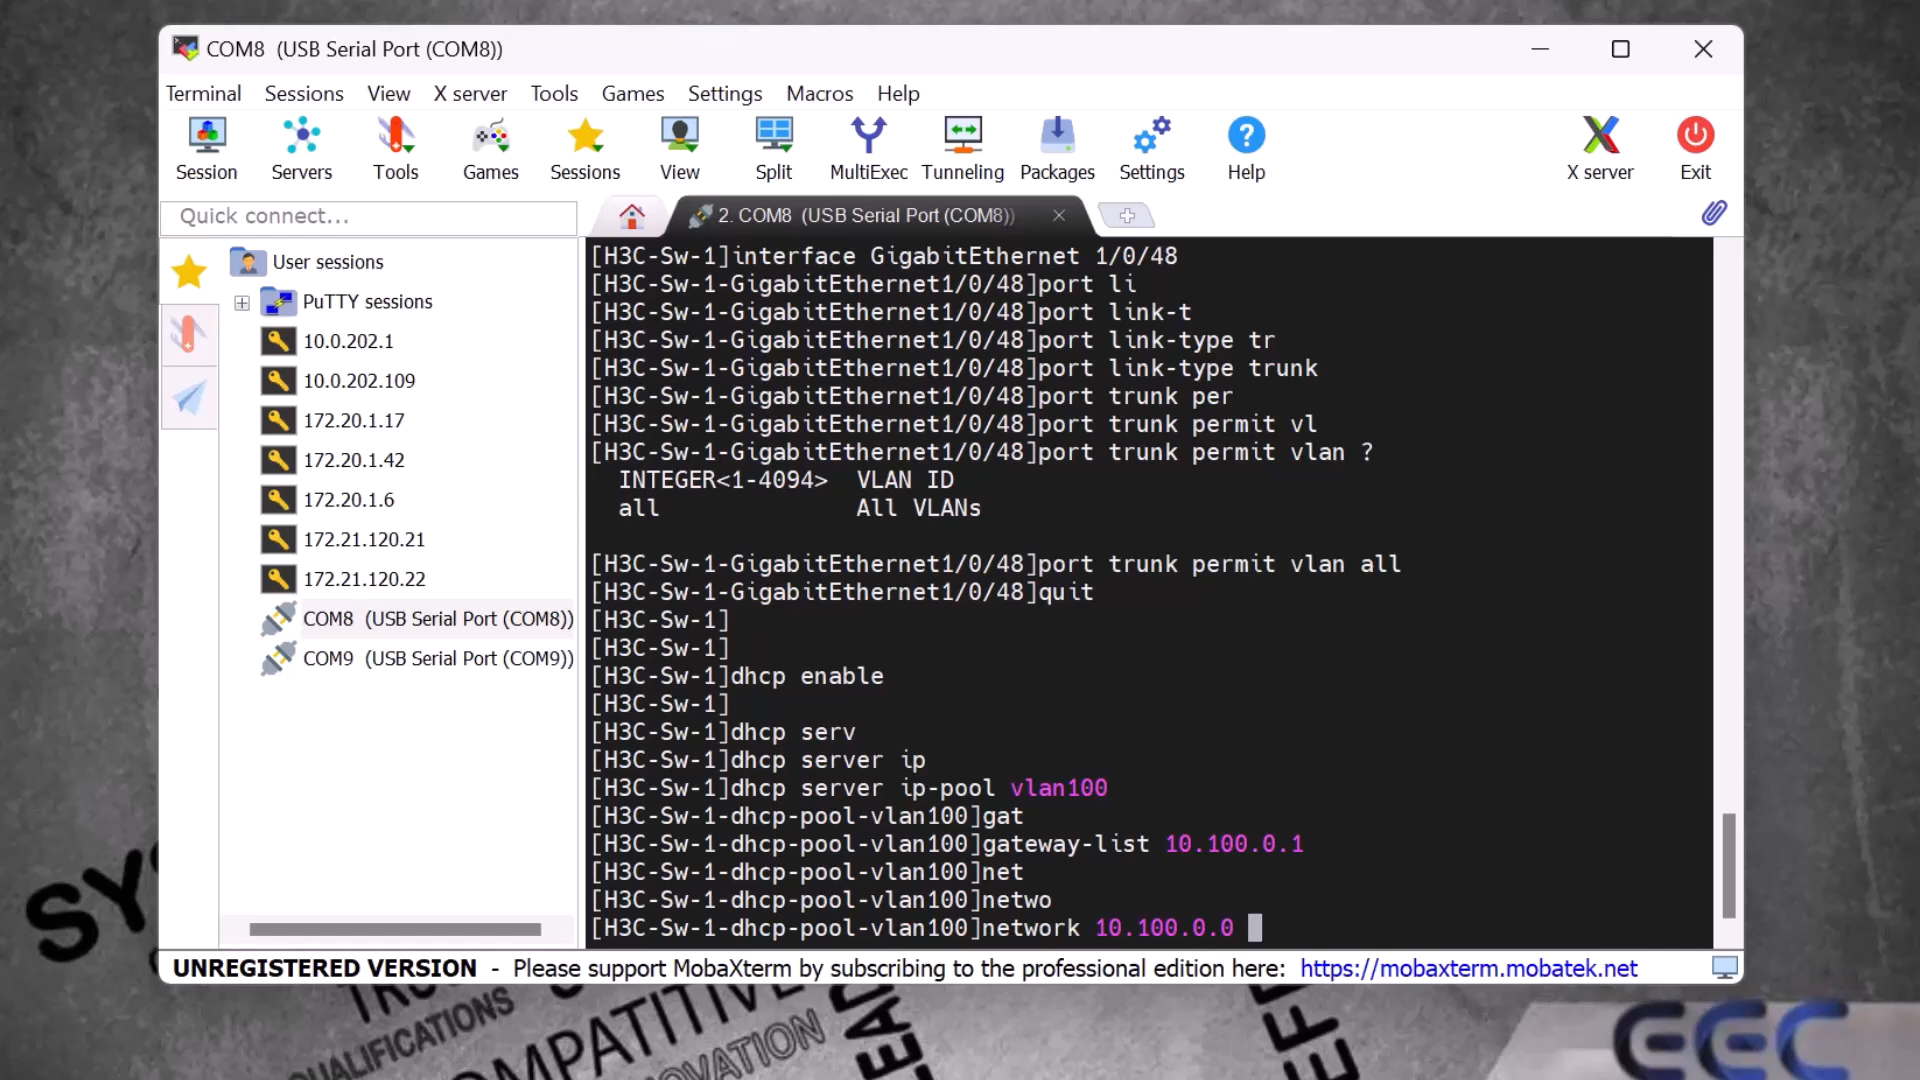 COM8 (USB Serial Port (COM8))
Terminal Sessions View X server Tools Games Settings Macros Help
Session Servers Tools Games Sessions View Split MultiExec Tunneling Packages Settings Help X server Exit
Quick connect...
2. COM8 (USB Serial Port (COM8))
User sessions
PuTTY sessions
10.0.202.1
10.0.202.109
172.20.1.17
172.20.1.42
172.20.1.6
172.21.120.21
172.21.120.22
COM8 (USB Serial Port (COM8))
COM9 (USB Serial Port (COM9))
[H3C-Sw-1]interface GigabitEthernet 1/0/48
[H3C-Sw-1-GigabitEthernet1/0/48]port li
[H3C-Sw-1-GigabitEthernet1/0/48]port link-t
[H3C-Sw-1-GigabitEthernet1/0/48]port link-type tr
[H3C-Sw-1-GigabitEthernet1/0/48]port link-type trunk
[H3C-Sw-1-GigabitEthernet1/0/48]port trunk per
[H3C-Sw-1-GigabitEthernet1/0/48]port trunk permit vl
[H3C-Sw-1-GigabitEthernet1/0/48]port trunk permit vlan ?
INTEGER<1-4094> VLAN ID
all All VLANs
[H3C-Sw-1-GigabitEthernet1/0/48]port trunk permit vlan all
[H3C-Sw-1-GigabitEthernet1/0/48]quit
[H3C-Sw-1]
[H3C-Sw-1]
[H3C-Sw-1]dhcp enable
[H3C-Sw-1]
[H3C-Sw-1]dhcp serv
[H3C-Sw-1]dhcp server ip
[H3C-Sw-1]dhcp server ip-pool vlan100
[H3C-Sw-1-dhcp-pool-vlan100]gat
[H3C-Sw-1-dhcp-pool-vlan100]gateway-list 10.100.0.1
[H3C-Sw-1-dhcp-pool-vlan100]net
[H3C-Sw-1-dhcp-pool-vlan100]netwo
[H3C-Sw-1-dhcp-pool-vlan100]network 10.100.0.0
UNREGISTERED VERSION - Please support MobaXterm by subscribing to the professional edition here: https://mobaxterm.mobatek.net